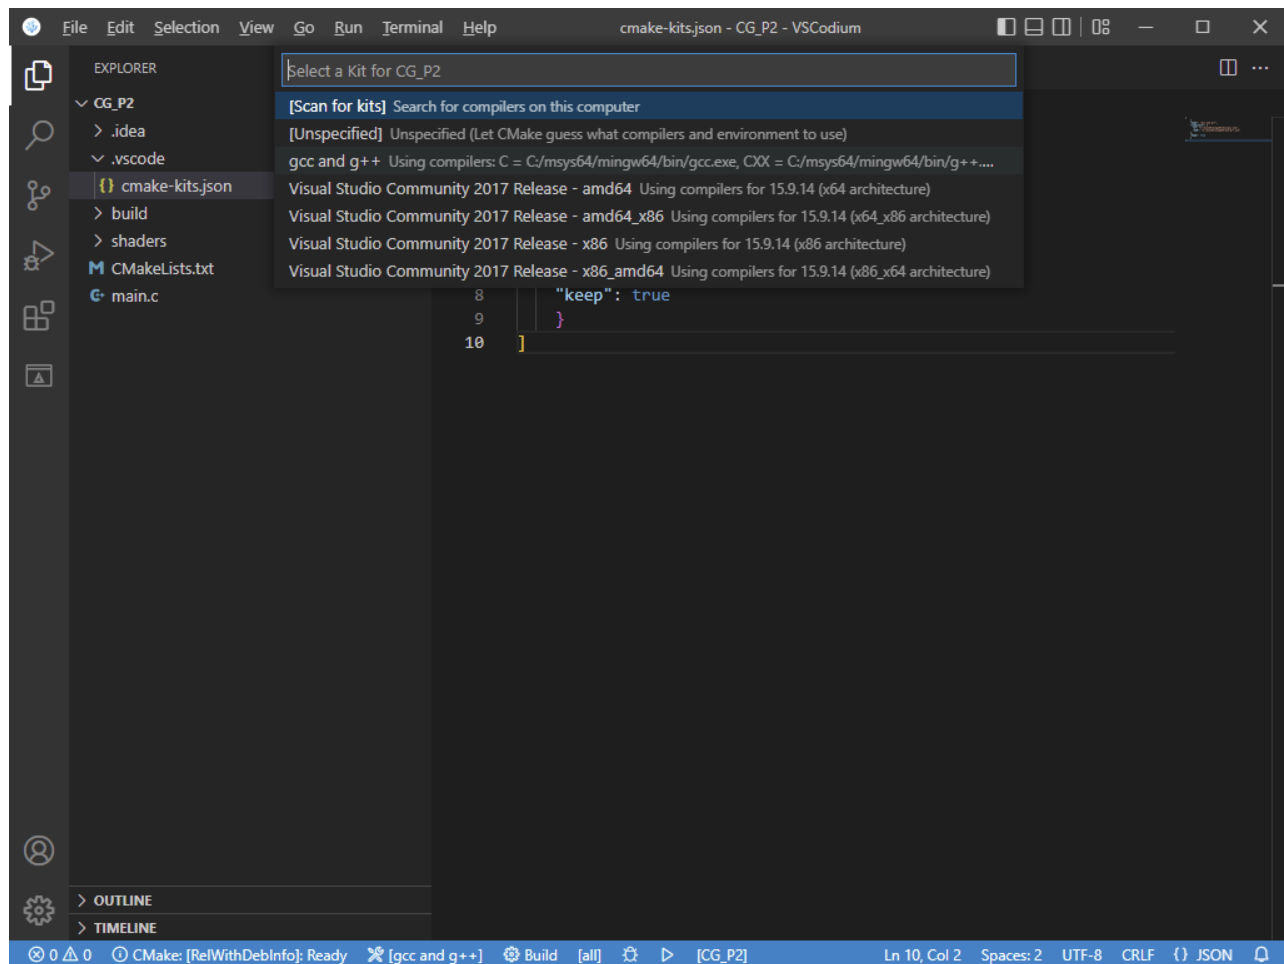 File Edit Selection View Go Run Terminal Help cmake-kits.json - CG_P2 - VSCodium
EXPLORER
CG_P2
.idea
.vscode
{} cmake-kits.json
build
shaders
M CMakeLists.txt
main.c
OUTLINE
TIMELINE
Select a Kit for CG_P2
[Scan for kits] Search for compilers on this computer
[Unspecified] Unspecified (Let CMake guess what compilers and environment to use)
gcc and g++ Using compilers: C = C:/msys64/mingw64/bin/gcc.exe, CXX = C:/msys64/mingw64/bin/g++....
Visual Studio Community 2017 Release - amd64 Using compilers for 15.9.14 (x64 architecture)
Visual Studio Community 2017 Release - amd64_x86 Using compilers for 15.9.14 (x64_x86 architecture)
Visual Studio Community 2017 Release - x86 Using compilers for 15.9.14 (x86 architecture)
Visual Studio Community 2017 Release - x86_amd64 Using compilers for 15.9.14 (x86_x64 architecture)
8 "keep": true
9 }
10 ]
0 0 CMake: [RelWithDebInfo]: Ready [gcc and g++] Build [all] [CG_P2] Ln 10, Col 2 Spaces: 2 UTF-8 CRLF {} JSON